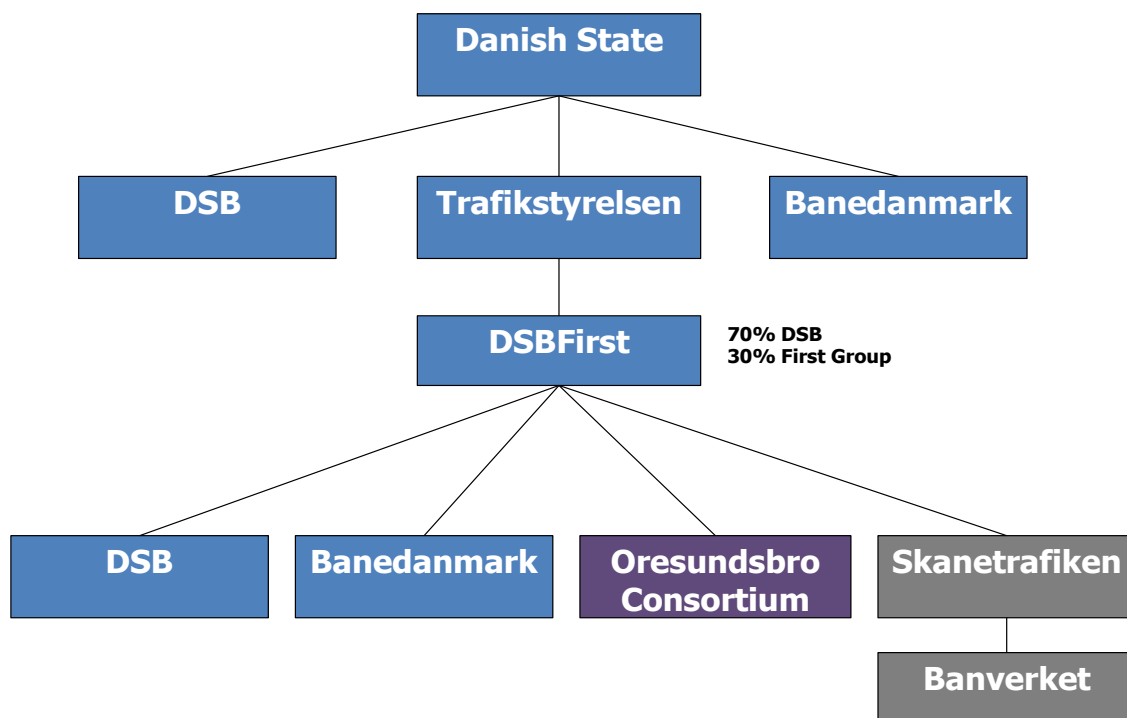 Danish State
DSB
Trafikstyrelsen
Banedanmark
DSBFirst
70% DSB
30% First Group
DSB
Banedanmark
Oresundsbro
Consortium
Skanetrafiken
Banverket